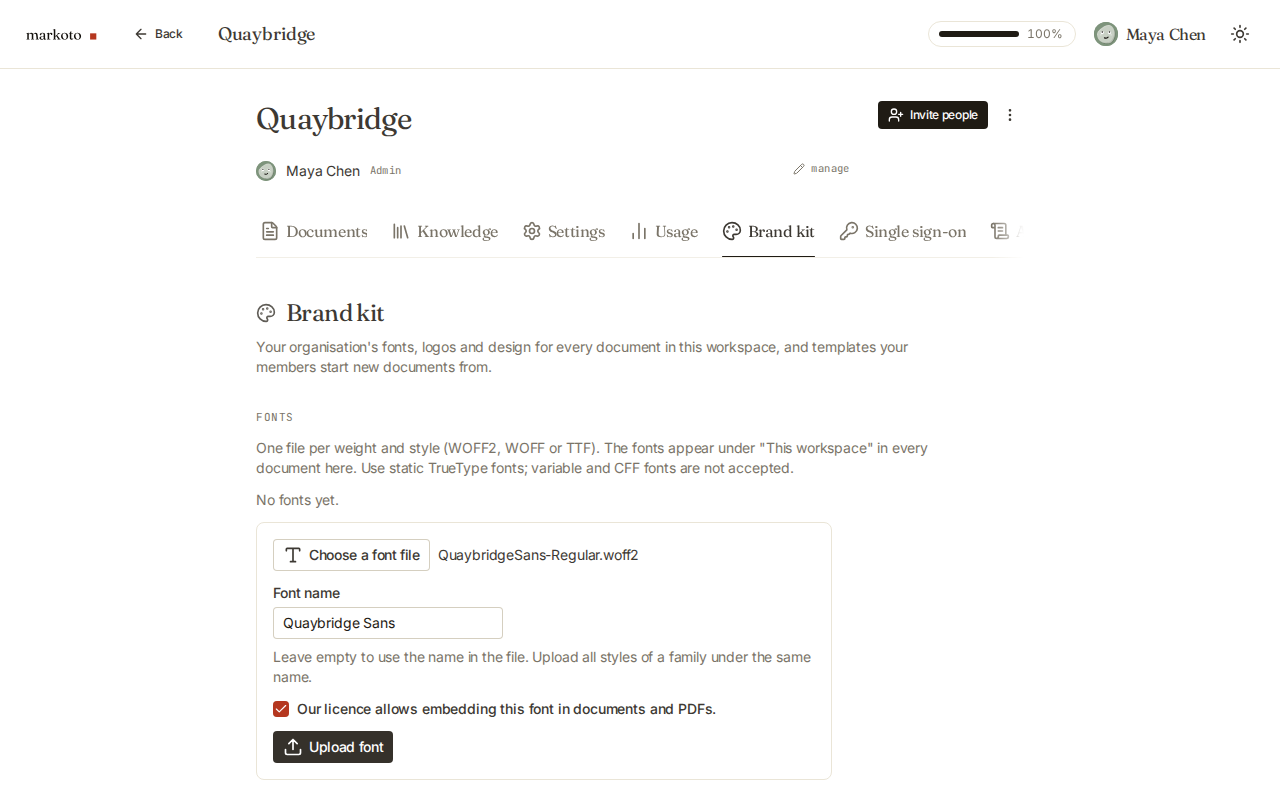 markoto
Back
Quaybridge
100%
Maya Chen
Quaybridge
Invite people
Maya Chen Admin
manage
Documents
Knowledge
Settings
Usage
Brand kit
Single sign-on
Brand kit
Your organisation's fonts, logos and design for every document in this workspace, and templates your
members start new documents from.
FONTS
One file per weight and style (WOFF2, WOFF or TTF). The fonts appear under "This workspace" in every
document here. Use static TrueType fonts; variable and CFF fonts are not accepted.
No fonts yet.
Choose a font file
QuaybridgeSans-Regular.woff2
Font name
Quaybridge Sans
Leave empty to use the name in the file. Upload all styles of a family under the same
name.
Our licence allows embedding this font in documents and PDFs.
Upload font